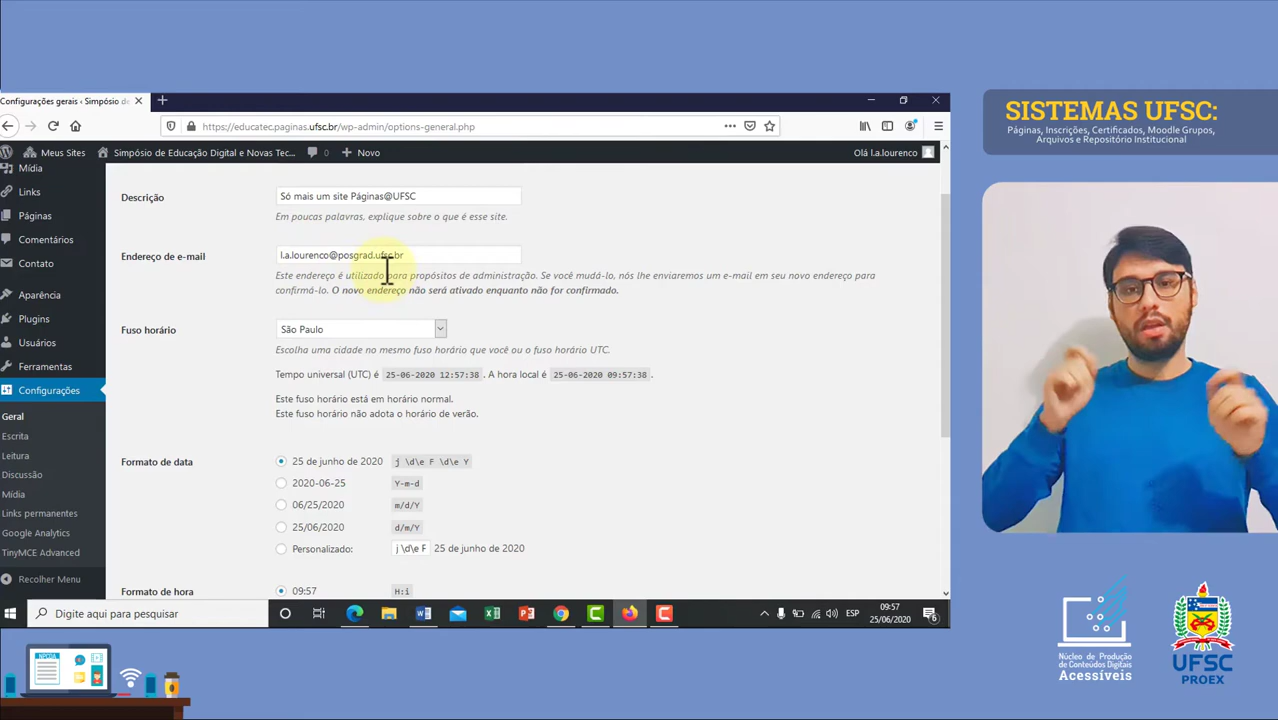 SISTEMAS UFSC:
Páginas, Inscrições, Certificados, Moodle Grupos,
Arquivos e Repositório Institucional
Configurações gerais ‹ Simpósio de
https://educatec.paginas.ufsc.br/wp-admin/options-general.php
Meus Sites
Simpósio de Educação Digital e Novas Tec...
0
Novo
Olá l.a.lourenco
Mídia
Links
Páginas
Comentários
Contato
Aparência
Plugins
Usuários
Ferramentas
Configurações
Geral
Escrita
Leitura
Discussão
Mídia
Links permanentes
Google Analytics
TinyMCE Advanced
Recolher Menu
Descrição
Só mais um site Páginas@UFSC
Em poucas palavras, explique sobre o que é esse site.
Endereço de e-mail
l.a.lourenco@posgrad.ufsc.br
Este endereço é utilizado para propósitos de administração. Se você mudá-lo, nós lhe enviaremos um e-mail em seu novo endereço para
confirmá-lo. O novo endereço não será ativado enquanto não for confirmado.
Fuso horário
São Paulo
Escolha uma cidade no mesmo fuso horário que você ou o fuso horário UTC.
Tempo universal (UTC) é 25-06-2020 12:57:38. A hora local é 25-06-2020 09:57:38.
Este fuso horário está em horário normal.
Este fuso horário não adota o horário de verão.
Formato de data
25 de junho de 2020 j \d\e F \d\e Y
2020-06-25 Y-m-d
06/25/2020 m/d/Y
25/06/2020 d/m/Y
Personalizado: j \d\e F 25 de junho de 2020
Formato de hora
09:57 H:i
Digite aqui para pesquisar
ESP
09:57
25/06/2020
6
NPCDA
Núcleo de Produção
de Conteúdos Digitais
Acessíveis
UFSC
PROEX